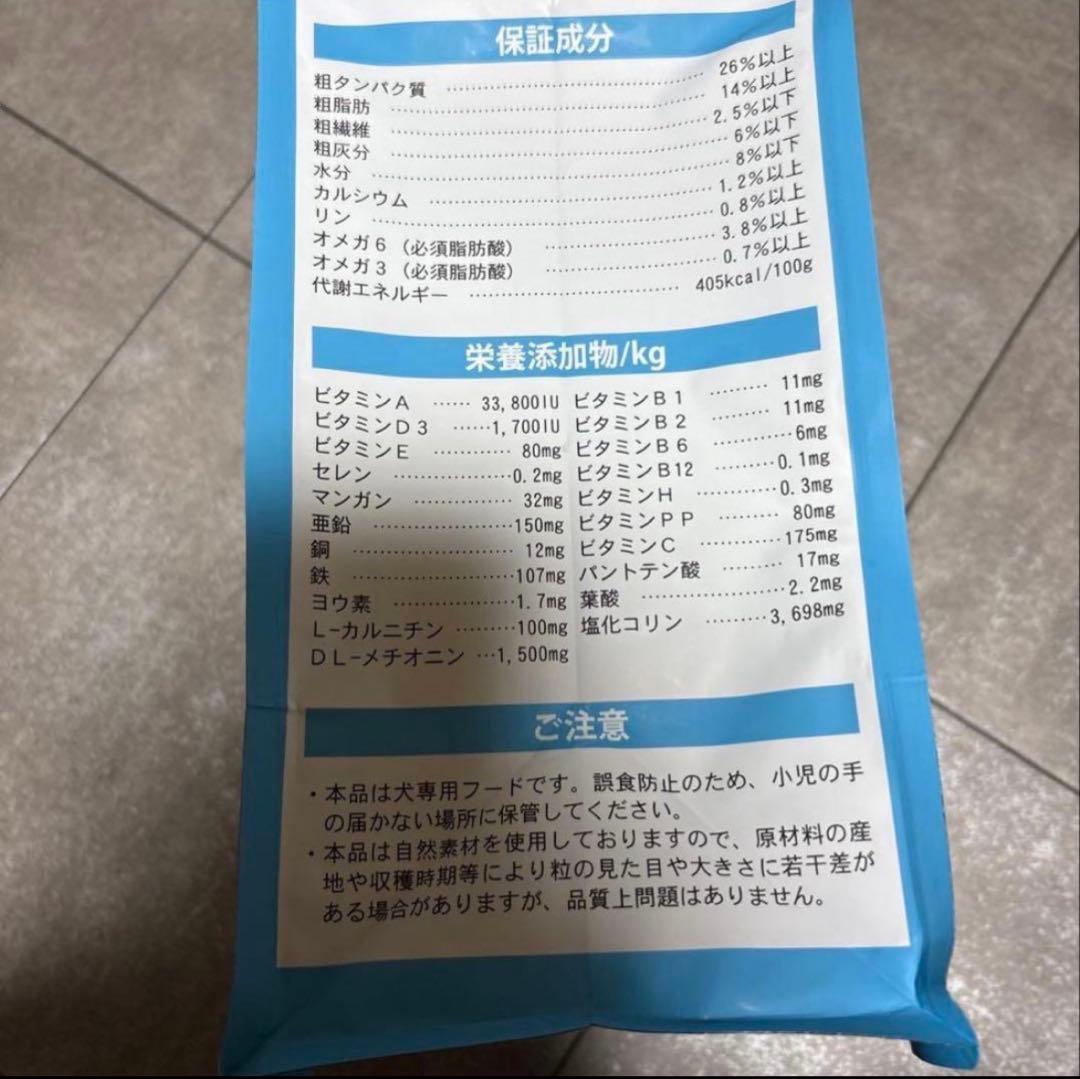 保証成分
粗タンパク質 ………………………… 26%以上
粗脂肪 ………………………… 14%以上
粗繊維 ………………………… 2.5%以下
粗灰分 ………………………… 6%以下
水分 ………………………… 8%以下
カルシウム ………………………… 1.2%以上
リン ………………………… 0.8%以上
オメガ6（必須脂肪酸） ……………… 3.8%以上
オメガ3（必須脂肪酸） ……………… 0.7%以上
代謝エネルギー ……………………… 405kcal/100g
栄養添加物/kg
ビタミンA …… 33,800IU ビタミンB1 ……… 11mg
ビタミンD3 ……1,700IU ビタミンB2 ……… 11mg
ビタミンE ………… 80mg ビタミンB6 …………6mg
セレン ………………0.2mg ビタミンB12 ………0.1mg
マンガン …………… 32mg ビタミンH …………0.3mg
亜鉛 …………………150mg ビタミンPP ……… 80mg
銅 …………………… 12mg ビタミンC …………175mg
鉄 ……………………107mg パントテン酸 ……… 17mg
ヨウ素 ………………1.7mg 葉酸 …………………2.2mg
L-カルニチン ………100mg 塩化コリン ………3,698mg
DL-メチオニン …1,500mg
ご注意
・本品は犬専用フードです。誤食防止のため、小児の手
の届かない場所に保管してください。
・本品は自然素材を使用しておりますので、原材料の産
地や収穫時期等により粒の見た目や大きさに若干差が
ある場合がありますが、品質上問題はありません。